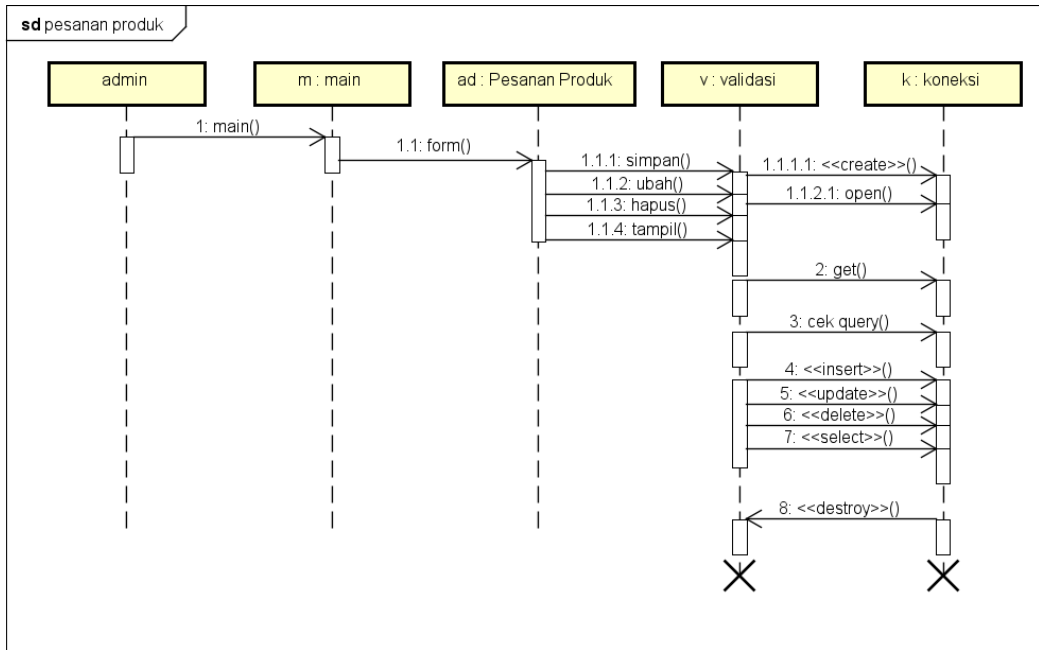 sd pesanan produk
admin
m : main
ad : Pesanan Produk
v : validasi
k : koneksi
1: main()
1.1: form()
1.1.1: simpan()
1.1.1.1: <<create>>()
1.1.2: ubah()
1.1.2.1: open()
1.1.3: hapus()
1.1.4: tampil()
2: get()
3: cek query()
4: <<insert>>()
5: <<update>>()
6: <<delete>>()
7: <<select>>()
8: <<destroy>>()